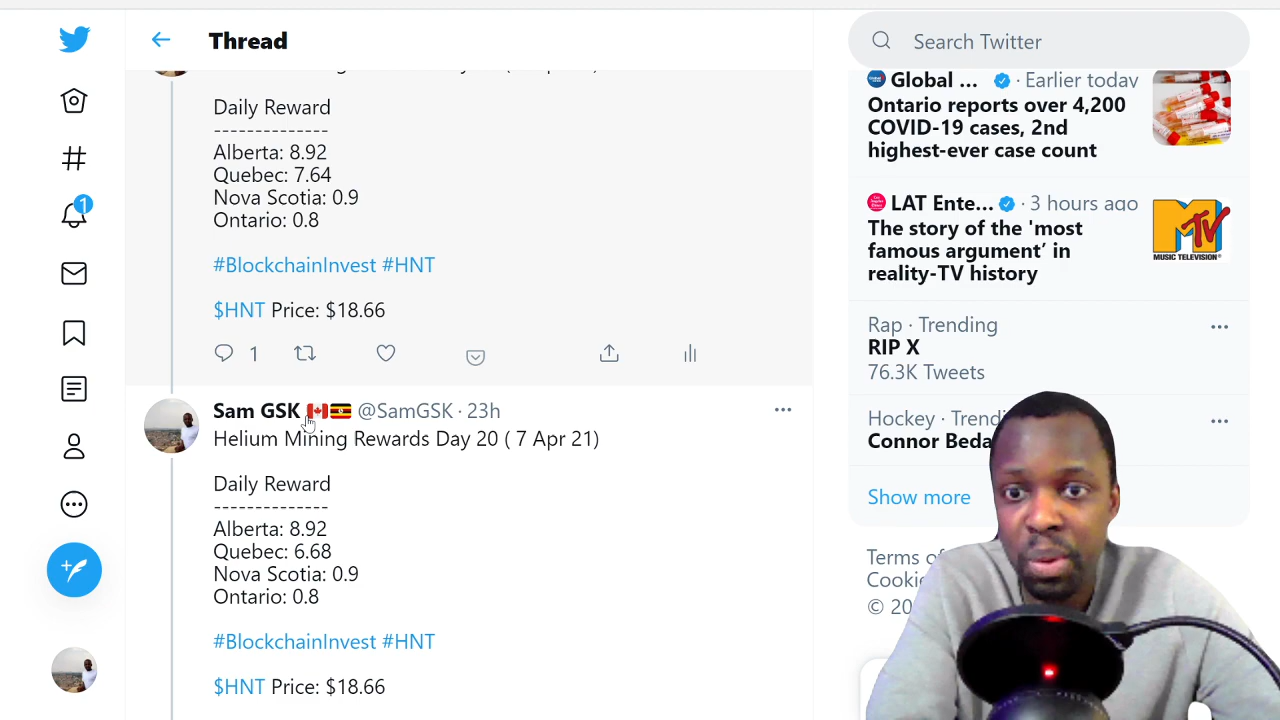 Thread
Daily Reward
--------------
Alberta: 8.92
Quebec: 7.64
Nova Scotia: 0.9
Ontario: 0.8
#BlockchainInvest #HNT
$HNT Price: $18.66
1
Sam GSK @SamGSK · 23h
Helium Mining Rewards Day 20 ( 7 Apr 21)
Daily Reward
--------------
Alberta: 8.92
Quebec: 6.68
Nova Scotia: 0.9
Ontario: 0.8
#BlockchainInvest #HNT
$HNT Price: $18.66
1
Search Twitter
Global ... · Earlier today
Ontario reports over 4,200
COVID-19 cases, 2nd
highest-ever case count
LAT Ente... · 3 hours ago
The story of the 'most
famous argument’ in
reality-TV history
MTV
MUSIC TELEVISION®
Rap · Trending
RIP X
76.3K Tweets
Hockey ·
Connor
Show more
Terms
© 20